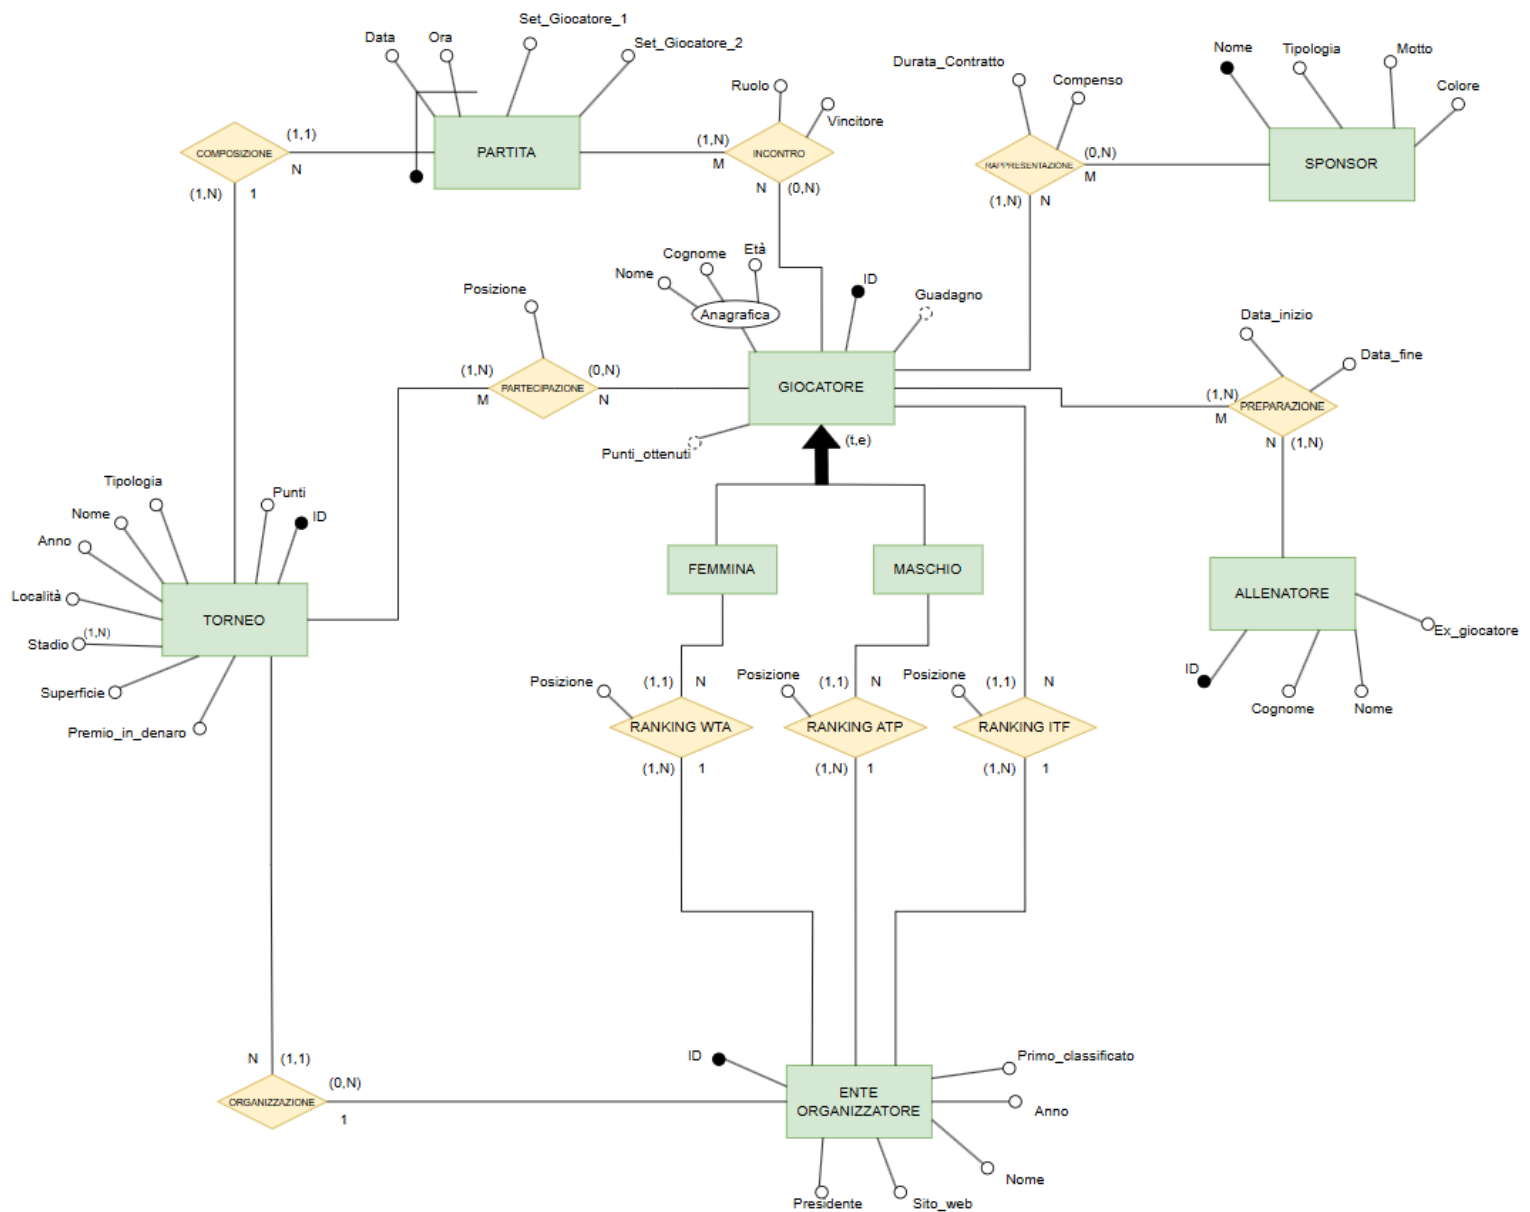 Set_Giocatore_1
Data
Ora
Set_Giocatore_2
Durata_Contratto
Nome
Tipologia
Motto
Ruolo
Compenso
Colore
Vincitore
(1,1)
(1,N)
(0,N)
COMPOSIZIONE
PARTITA
INCONTRO
RAPPRESENTAZIONE
SPONSOR
N
M
M
(1,N)
1
N
(0,N)
(1,N)
N
Cognome
Età
Nome
ID
Guadagno
Posizione
Anagrafica
Data_inizio
Data_fine
(1,N)
(0,N)
PARTECIPAZIONE
GIOCATORE
M
N
(1,N)
PREPARAZIONE
M
N
(1,N)
(t,e)
Punti_ottenuti
Tipologia
Punti
Nome
ID
Anno
FEMMINA
MASCHIO
Località
TORNEO
ALLENATORE
Stadio
(1,N)
Ex_giocatore
Superficie
Premio_in_denaro
ID
Cognome
Nome
Posizione
(1,1)
N
Posizione
(1,1)
N
Posizione
(1,1)
N
RANKING WTA
RANKING ATP
RANKING ITF
(1,N)
1
(1,N)
1
(1,N)
1
N
(1,1)
ID
Primo_classificato
(0,N)
ORGANIZZAZIONE
1
ENTE
ORGANIZZATORE
Anno
Nome
Presidente
Sito_web